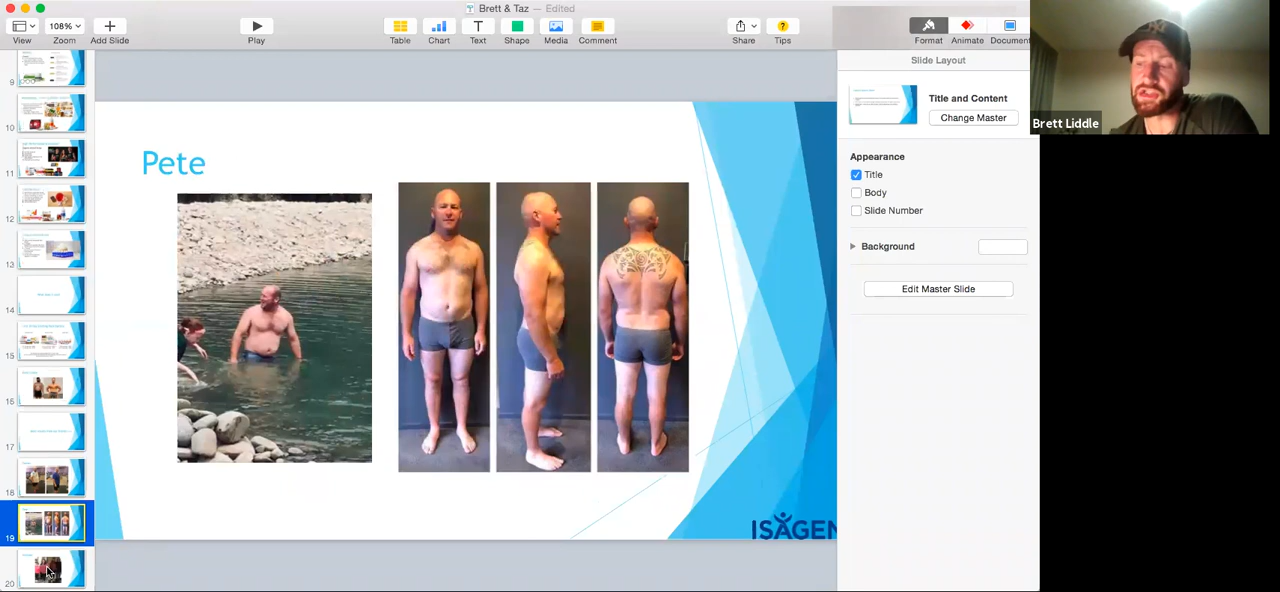 Brett & Taz — Edited
108%
View
Zoom
Add Slide
Play
Table
Chart
Text
Shape
Media
Comment
Share
Tips
Format
Animate
Document
Slide Layout
Title and Content
Change Master
Appearance
Title
Body
Slide Number
Background
Edit Master Slide
Brett Liddle
Pete
ISAGEN
9
10
11
12
13
14
15
16
17
18
19
20